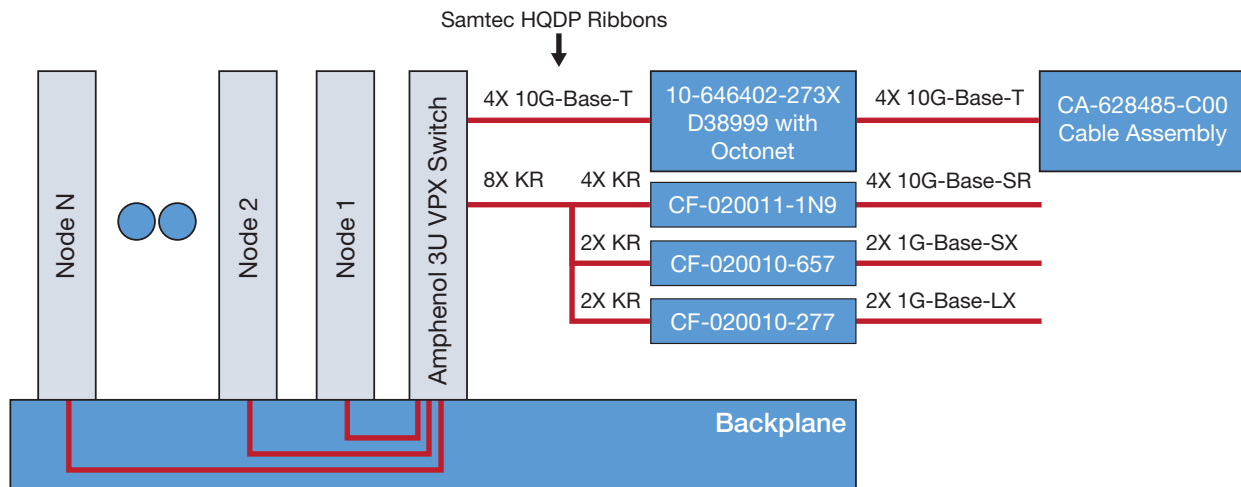 Samtec HQDP Ribbons
Node N
Node 2
Node 1
Amphenol 3U VPX Switch
4X 10G-Base-T
10-646402-273X
D38999 with
Octonet
4X 10G-Base-T
CA-628485-C00
Cable Assembly
8X KR
4X KR
CF-020011-1N9
4X 10G-Base-SR
2X KR
CF-020010-657
2X 1G-Base-SX
2X KR
CF-020010-277
2X 1G-Base-LX
Backplane